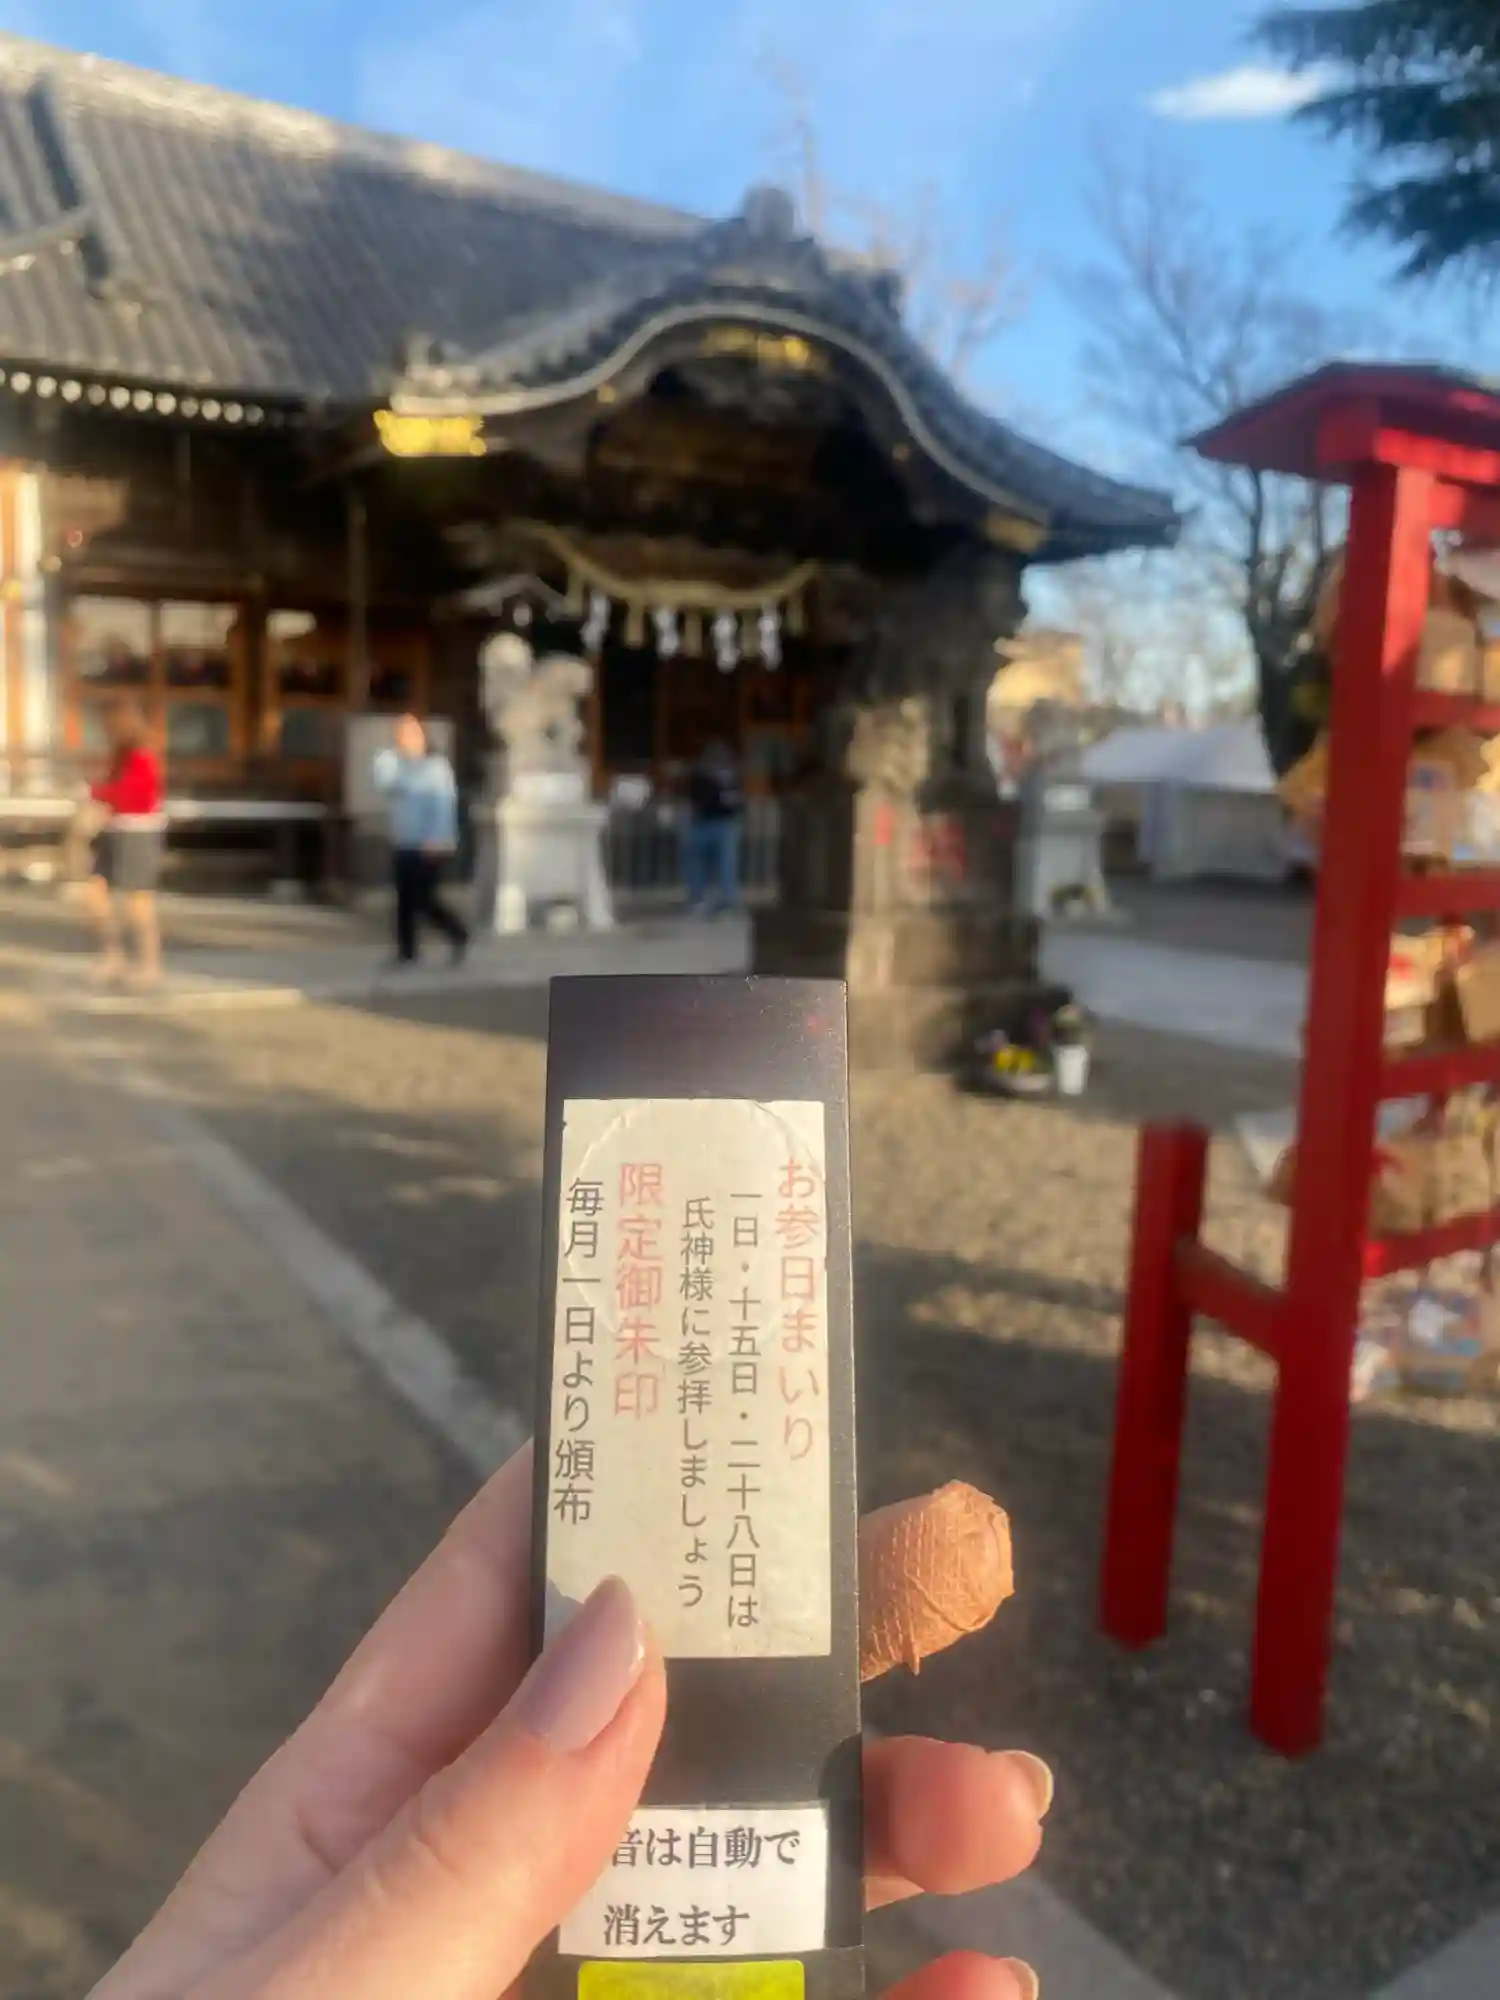 お参日まいり
一日・十五日・二十八日は
氏神様に参拝しましょう
限定御朱印
毎月一日より頒布
音は自動で
消えます